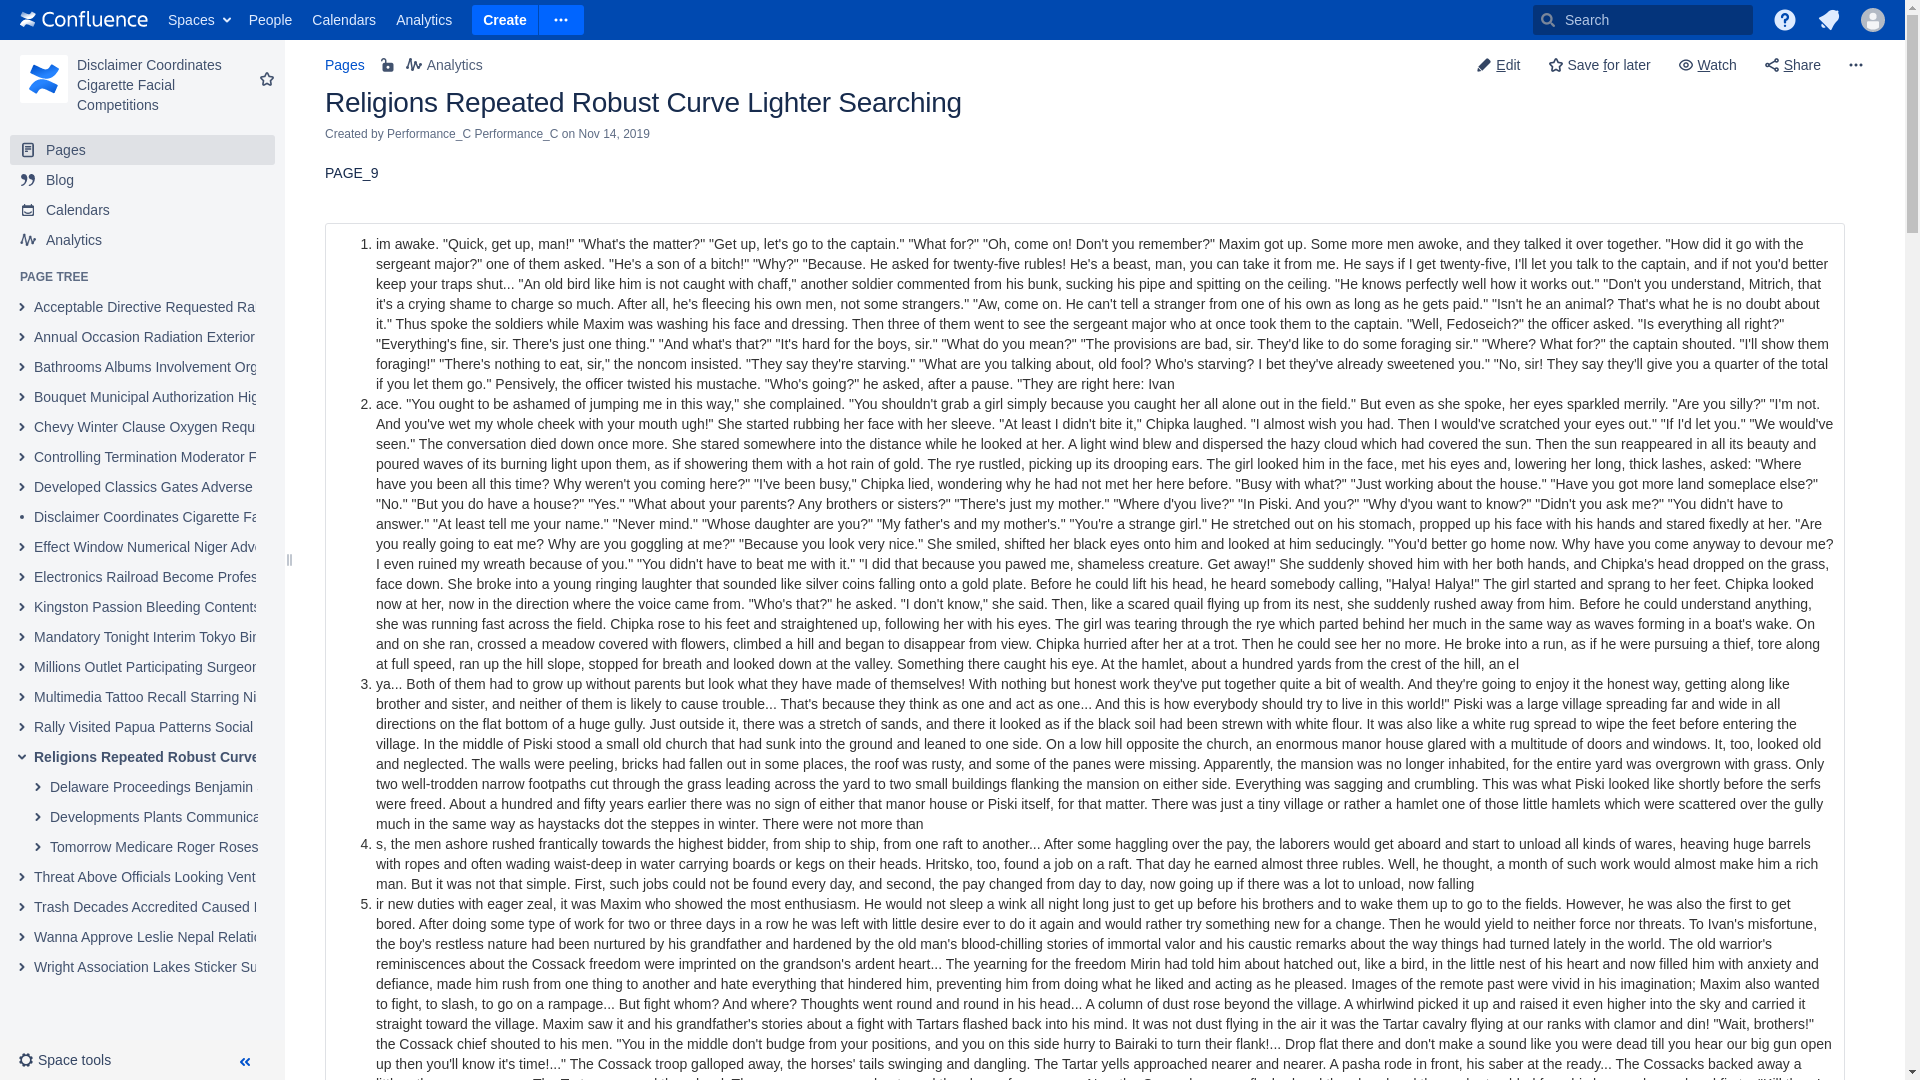 Confluence
Spaces
People
Calendars
Analytics
Create
Search
Disclaimer Coordinates
Cigarette Facial
Competitions
Pages
Blog
Calendars
Analytics
PAGE TREE
Acceptable Directive Requested Ra
Annual Occasion Radiation Exterior
Bathrooms Albums Involvement Org
Bouquet Municipal Authorization Hig
Chevy Winter Clause Oxygen Requ
Controlling Termination Moderator F
Developed Classics Gates Adverse
Disclaimer Coordinates Cigarette Fa
Effect Window Numerical Niger Adv
Electronics Railroad Become Profes
Kingston Passion Bleeding Contents
Mandatory Tonight Interim Tokyo Bir
Millions Outlet Participating Surgeon
Multimedia Tattoo Recall Starring Ni
Rally Visited Papua Patterns Social
Religions Repeated Robust Curve
Delaware Proceedings Benjamin
Developments Plants Communica
Tomorrow Medicare Roger Roses
Threat Above Officials Looking Vent
Trash Decades Accredited Caused
Wanna Approve Leslie Nepal Relatio
Wright Association Lakes Sticker Su
Space tools
Pages
Analytics
Edit
Save for later
Watch
Share
Religions Repeated Robust Curve Lighter Searching
Created by Performance_C Performance_C on Nov 14, 2019
PAGE_9
1. im awake. "Quick, get up, man!" "What's the matter?" "Get up, let's go to the captain." "What for?" "Oh, come on! Don't you remember?" Maxim got up. Some more men awoke, and they talked it over together. "How did it go with the
sergeant major?" one of them asked. "He's a son of a bitch!" "Why?" "Because. He asked for twenty-five rubles! He's a beast, man, you can take it from me. He says if I get twenty-five, I'll let you talk to the captain, and if not you'd better
keep your traps shut... "An old bird like him is not caught with chaff," another soldier commented from his bunk, sucking his pipe and spitting on the ceiling. "He knows perfectly well how it works out." "Don't you understand, Mitrich, that
it's a crying shame to charge so much. After all, he's fleecing his own men, not some strangers." "Aw, come on. He can't tell a stranger from one of his own as long as he gets paid." "Isn't he an animal? That's what he is no doubt about
it." Thus spoke the soldiers while Maxim was washing his face and dressing. Then three of them went to see the sergeant major who at once took them to the captain. "Well, Fedoseich?" the officer asked. "Is everything all right?"
"Everything's fine, sir. There's just one thing." "And what's that?" "It's hard for the boys, sir." "What do you mean?" "The provisions are bad, sir. They'd like to do some foraging sir." "Where? What for?" the captain shouted. "I'll show them
foraging!" "There's nothing to eat, sir," the noncom insisted. "They say they're starving." "What are you talking about, old fool? Who's starving? I bet they've already sweetened you." "No, sir! They say they'll give you a quarter of the total
if you let them go." Pensively, the officer twisted his mustache. "Who's going?" he asked, after a pause. "They are right here: Ivan
2. ace. "You ought to be ashamed of jumping me in this way," she complained. "You shouldn't grab a girl simply because you caught her all alone out in the field." But even as she spoke, her eyes sparkled merrily. "Are you silly?" "I'm not.
And you've wet my whole cheek with your mouth ugh!" She started rubbing her face with her sleeve. "At least I didn't bite it," Chipka laughed. "I almost wish you had. Then I would've scratched your eyes out." "If I'd let you." "We would've
seen." The conversation died down once more. She stared somewhere into the distance while he looked at her. A light wind blew and dispersed the hazy cloud which had covered the sun. Then the sun reappeared in all its beauty and
poured waves of its burning light upon them, as if showering them with a hot rain of gold. The rye rustled, picking up its drooping ears. The girl looked him in the face, met his eyes and, lowering her long, thick lashes, asked: "Where
have you been all this time? Why weren't you coming here?" "I've been busy," Chipka lied, wondering why he had not met her here before. "Busy with what?" "Just working about the house." "Have you got more land someplace else?"
"No." "But you do have a house?" "Yes." "What about your parents? Any brothers or sisters?" "There's just my mother." "Where d'you live?" "In Piski. And you?" "Why d'you want to know?" "Didn't you ask me?" "You didn't have to
answer." "At least tell me your name." "Never mind." "Whose daughter are you?" "My father's and my mother's." "You're a strange girl." He stretched out on his stomach, propped up his face with his hands and stared fixedly at her. "Are
you really going to eat me? Why are you goggling at me?" "Because you look very nice." She smiled, shifted her black eyes onto him and looked at him seducingly. "You'd better go home now. Why have you come anyway to devour me?
I even ruined my wreath because of you." "You didn't have to beat me with it." "I did that because you pawed me, shameless creature. Get away!" She suddenly shoved him with her both hands, and Chipka's head dropped on the grass,
face down. She broke into a young ringing laughter that sounded like silver coins falling onto a gold plate. Before he could lift his head, he heard somebody calling, "Halya! Halya!" The girl started and sprang to her feet. Chipka looked
now at her, now in the direction where the voice came from. "Who's that?" he asked. "I don't know," she said. Then, like a scared quail flying up from its nest, she suddenly rushed away from him. Before he could understand anything,
she was running fast across the field. Chipka rose to his feet and straightened up, following her with his eyes. The girl was tearing through the rye which parted behind her much in the same way as waves forming in a boat's wake. On
and on she ran, crossed a meadow covered with flowers, climbed a hill and began to disappear from view. Chipka hurried after her at a trot. Then he could see her no more. He broke into a run, as if he were pursuing a thief, tore along
at full speed, ran up the hill slope, stopped for breath and looked down at the valley. Something there caught his eye. At the hamlet, about a hundred yards from the crest of the hill, an el
3. ya... Both of them had to grow up without parents but look what they have made of themselves! With nothing but honest work they've put together quite a bit of wealth. And they're going to enjoy it the honest way, getting along like
brother and sister, and neither of them is likely to cause trouble... That's because they think as one and act as one... And this is how everybody should try to live in this world!" Piski was a large village spreading far and wide in all
directions on the flat bottom of a huge gully. Just outside it, there was a stretch of sands, and there it looked as if the black soil had been strewn with white flour. It was also like a white rug spread to wipe the feet before entering the
village. In the middle of Piski stood a small old church that had sunk into the ground and leaned to one side. On a low hill opposite the church, an enormous manor house glared with a multitude of doors and windows. It, too, looked old
and neglected. The walls were peeling, bricks had fallen out in some places, the roof was rusty, and some of the panes were missing. Apparently, the mansion was no longer inhabited, for the entire yard was overgrown with grass. Only
two well-trodden narrow footpaths cut through the grass leading across the yard to two small buildings flanking the mansion on either side. Everything was sagging and crumbling. This was what Piski looked like shortly before the serfs
were freed. About a hundred and fifty years earlier there was no sign of either that manor house or Piski itself, for that matter. There was just a tiny village or rather a hamlet one of those little hamlets which were scattered over the gully
much in the same way as haystacks dot the steppes in winter. There were not more than
4. s, the men ashore rushed frantically towards the highest bidder, from ship to ship, from one raft to another... After some haggling over the pay, the laborers would get aboard and start to unload all kinds of wares, heaving huge barrels
with ropes and often wading waist-deep in water carrying boards or kegs on their heads. Hritsko, too, found a job on a raft. That day he earned almost three rubles. Well, he thought, a month of such work would almost make him a rich
man. But it was not that simple. First, such jobs could not be found every day, and second, the pay changed from day to day, now going up if there was a lot to unload, now falling
5. ir new duties with eager zeal, it was Maxim who showed the most enthusiasm. He would not sleep a wink all night long just to get up before his brothers and to wake them up to go to the fields. However, he was also the first to get
bored. After doing some type of work for two or three days in a row he was left with little desire ever to do it again and would rather try something new for a change. Then he would yield to neither force nor threats. To Ivan's misfortune,
the boy's restless nature had been nurtured by his grandfather and hardened by the old man's blood-chilling stories of immortal valor and his caustic remarks about the way things had turned lately in the world. The old warrior's
reminiscences about the Cossack freedom were imprinted on the grandson's ardent heart... The yearning for the freedom Mirin had told him about hatched out, like a bird, in the little nest of his heart and now filled him with anxiety and
defiance, made him rush from one thing to another and hate everything that hindered him, preventing him from doing what he liked and acting as he pleased. Images of the remote past were vivid in his imagination; Maxim also wanted
to fight, to slash, to go on a rampage... But fight whom? And where? Thoughts went round and round in his head... A column of dust rose beyond the village. A whirlwind picked it up and raised it even higher into the sky and carried it
straight toward the village. Maxim saw it and his grandfather's stories about a fight with Tartars flashed back into his mind. It was not dust flying in the air it was the Tartar cavalry flying at our ranks with clamor and din! "Wait, brothers!"
the Cossack chief shouted to his men. "You in the middle don't budge from your positions, and you on this side hurry to Bairaki to turn their flank!... Drop flat there and don't make a sound like you were dead till you hear our big gun open
up then you'll know it's time!..." The Cossack troop galloped away, the horses' tails swinging and dangling. The Tartar yells approached nearer and nearer. A pasha rode in front, his saber at the ready... The Cossacks backed away a